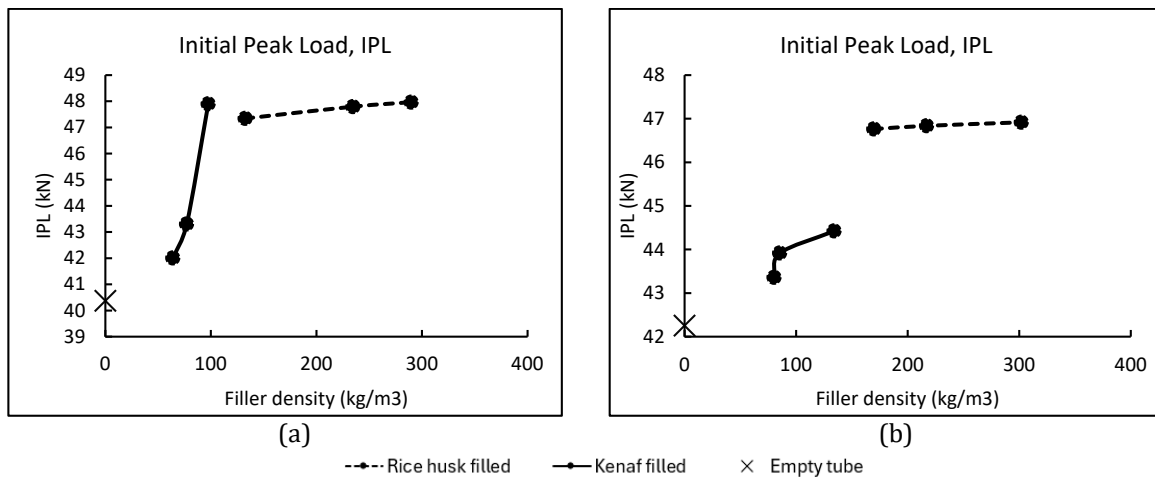 Initial Peak Load, IPL
49
48
47
46
45
44
43
42
41
40
39
IPL (kN)
0 100 200 300 400
Filler density (kg/m3)
(a)
Initial Peak Load, IPL
48
47
46
45
44
43
42
IPL (kN)
0 100 200 300 400
Filler density (kg/m3)
(b)
Rice husk filled Kenaf filled Empty tube